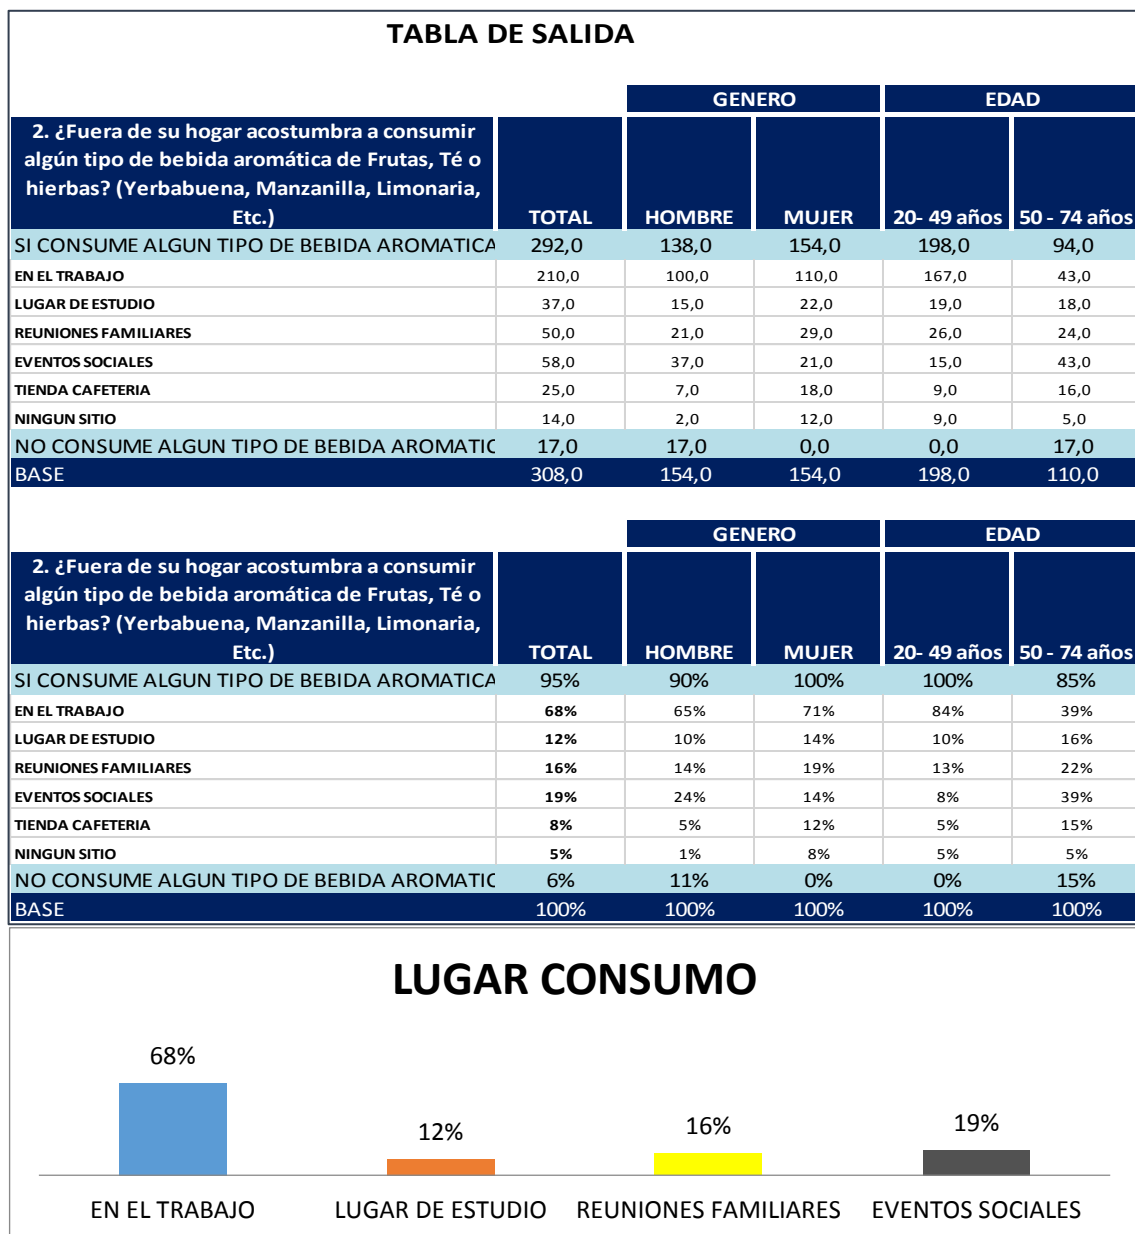 TABLA DE SALIDA
GENERO EDAD
2. ¿Fuera de su hogar acostumbra a consumir
algún tipo de bebida aromática de Frutas, Té o
hierbas? (Yerbabuena, Manzanilla, Limonaria,
Etc.) TOTAL HOMBRE MUJER 20- 49 años 50 - 74 años
SI CONSUME ALGUN TIPO DE BEBIDA AROMATICA 292,0 138,0 154,0 198,0 94,0
EN EL TRABAJO 210,0 100,0 110,0 167,0 43,0
LUGAR DE ESTUDIO 37,0 15,0 22,0 19,0 18,0
REUNIONES FAMILIARES 50,0 21,0 29,0 26,0 24,0
EVENTOS SOCIALES 58,0 37,0 21,0 15,0 43,0
TIENDA CAFETERIA 25,0 7,0 18,0 9,0 16,0
NINGUN SITIO 14,0 2,0 12,0 9,0 5,0
NO CONSUME ALGUN TIPO DE BEBIDA AROMATIC 17,0 17,0 0,0 0,0 17,0
BASE 308,0 154,0 154,0 198,0 110,0
GENERO EDAD
2. ¿Fuera de su hogar acostumbra a consumir
algún tipo de bebida aromática de Frutas, Té o
hierbas? (Yerbabuena, Manzanilla, Limonaria,
Etc.) TOTAL HOMBRE MUJER 20- 49 años 50 - 74 años
SI CONSUME ALGUN TIPO DE BEBIDA AROMATICA 95% 90% 100% 100% 85%
EN EL TRABAJO 68% 65% 71% 84% 39%
LUGAR DE ESTUDIO 12% 10% 14% 10% 16%
REUNIONES FAMILIARES 16% 14% 19% 13% 22%
EVENTOS SOCIALES 19% 24% 14% 8% 39%
TIENDA CAFETERIA 8% 5% 12% 5% 15%
NINGUN SITIO 5% 1% 8% 5% 5%
NO CONSUME ALGUN TIPO DE BEBIDA AROMATIC 6% 11% 0% 0% 15%
BASE 100% 100% 100% 100% 100%
LUGAR CONSUMO
68% 12% 16% 19%
EN EL TRABAJO LUGAR DE ESTUDIO REUNIONES FAMILIARES EVENTOS SOCIALES